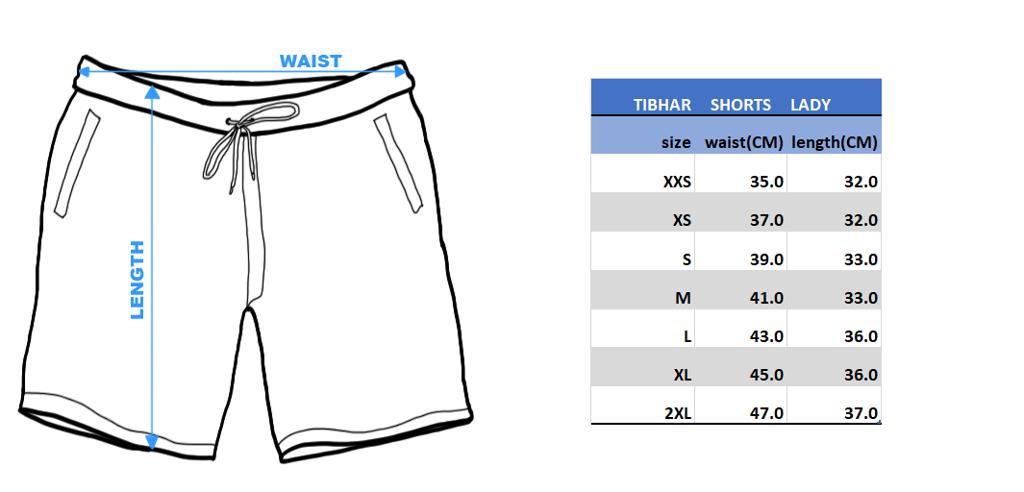 WAIST
LENGTH
TIBHAR SHORTS LADY
size waist(CM) length(CM)
XXS 35.0 32.0
XS 37.0 32.0
S 39.0 33.0
M 41.0 33.0
L 43.0 36.0
XL 45.0 36.0
2XL 47.0 37.0